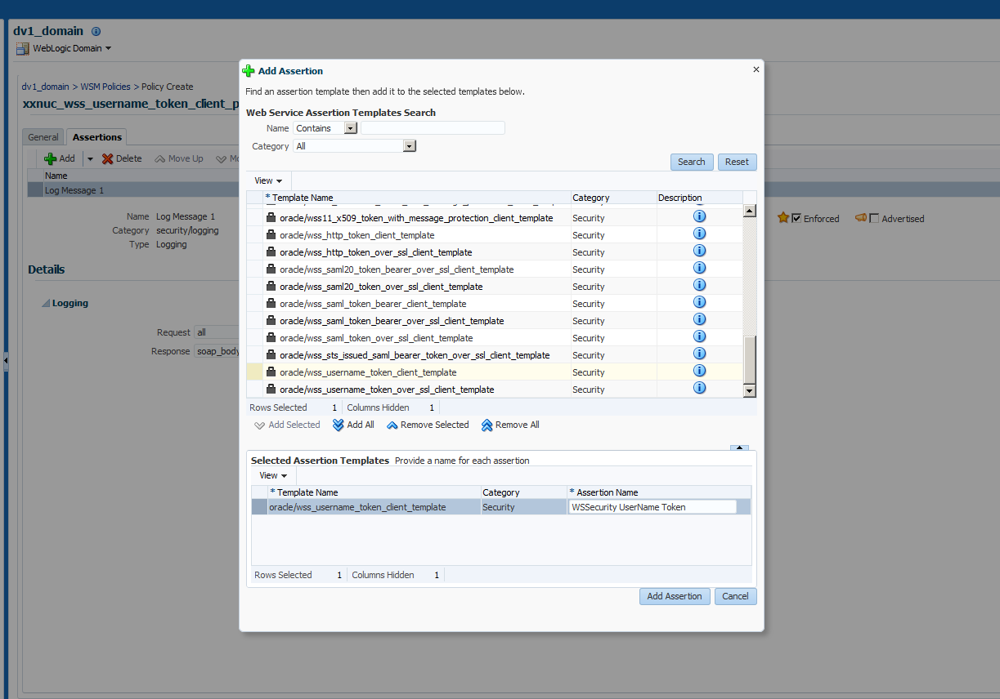 dv1_domain
WebLogic Domain
dv1_domain > WSM Policies > Policy Create
xxnuc_wss_username_token_client_p
General Assertions
Add Delete Move Up Mo
Name
Log Message 1
Name Log Message 1
Category security/logging
Type Logging
Enforced Advertised
Details
Logging
Request all
Response soap_body
Add Assertion
Find an assertion template then add it to the selected templates below.
Web Service Assertion Templates Search
Name Contains
Category All
Search Reset
View
* Template Name Category Description
oracle/wss11_x509_token_with_message_protection_client_template Security
oracle/wss_http_token_client_template Security
oracle/wss_http_token_over_ssl_client_template Security
oracle/wss_saml20_token_bearer_over_ssl_client_template Security
oracle/wss_saml20_token_over_ssl_client_template Security
oracle/wss_saml_token_bearer_client_template Security
oracle/wss_saml_token_bearer_over_ssl_client_template Security
oracle/wss_saml_token_over_ssl_client_template Security
oracle/wss_sts_issued_saml_bearer_token_over_ssl_client_template Security
oracle/wss_username_token_client_template Security
oracle/wss_username_token_over_ssl_client_template Security
Rows Selected 1 Columns Hidden 1
Add Selected Add All Remove Selected Remove All
Selected Assertion Templates Provide a name for each assertion
View
* Template Name Category * Assertion Name
oracle/wss_username_token_client_template Security WSSecurity UserName Token
Rows Selected 1 Columns Hidden 1
Add Assertion Cancel